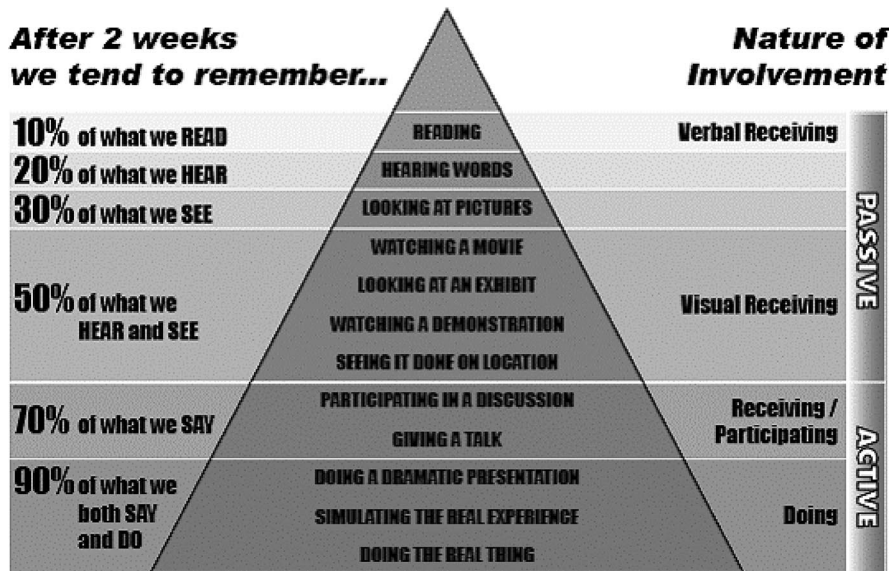 After 2 weeks
we tend to remember...
Nature of
Involvement
10% of what we READ
READING
Verbal Receiving
20% of what we HEAR
HEARING WORDS
30% of what we SEE
LOOKING AT PICTURES
50% of what we
HEAR and SEE
WATCHING A MOVIE
LOOKING AT AN EXHIBIT
WATCHING A DEMONSTRATION
SEEING IT DONE ON LOCATION
Visual Receiving
PASSIVE
70% of what we SAY
PARTICIPATING IN A DISCUSSION
GIVING A TALK
Receiving /
Participating
90% of what we
both SAY
and DO
DOING A DRAMATIC PRESENTATION
SIMULATING THE REAL EXPERIENCE
DOING THE REAL THING
Doing
ACTIVE